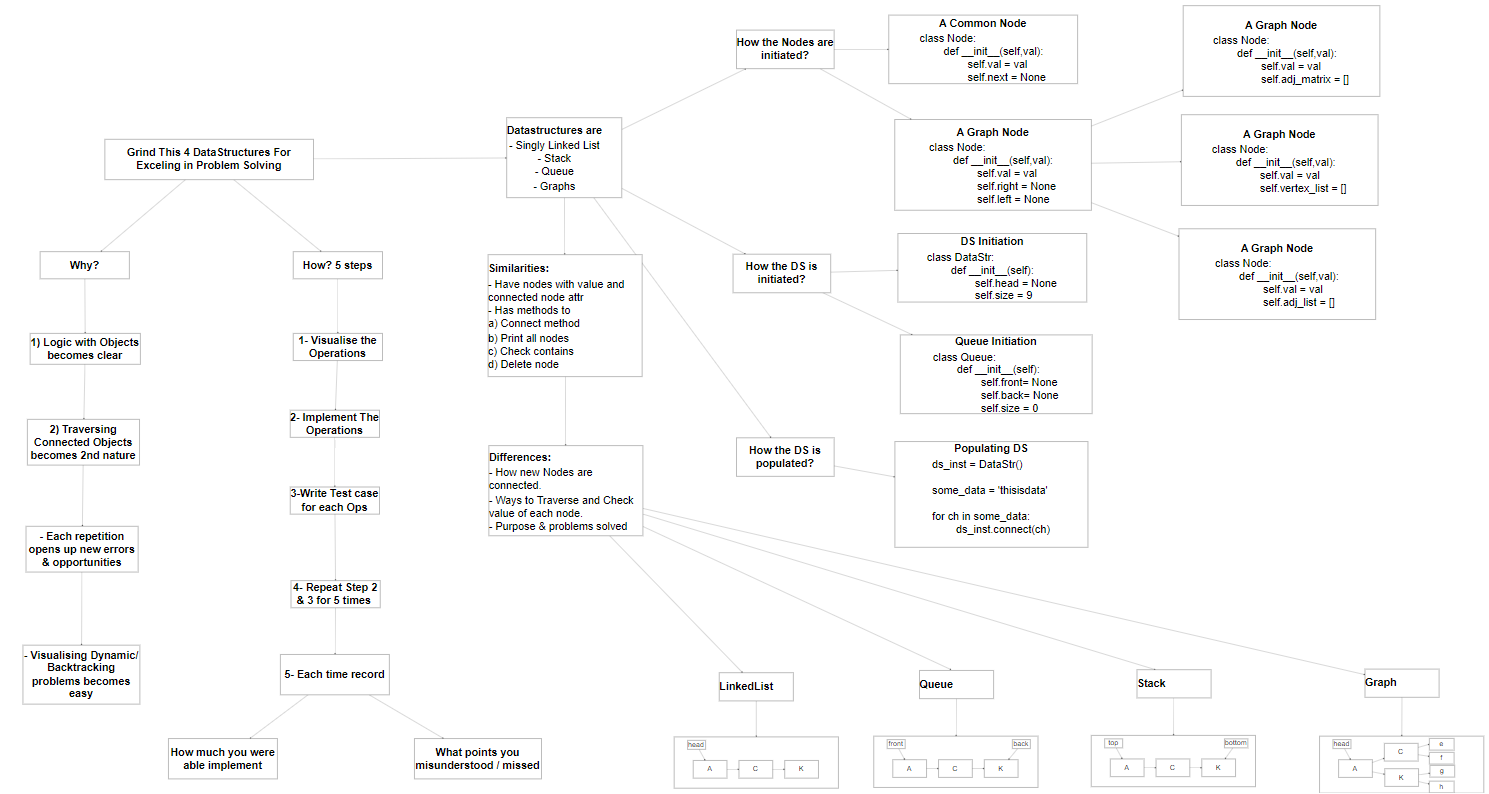 Grind This 4 DataStructures For
Exceling in Problem Solving
Why?
1) Logic with Objects
becomes clear
2) Traversing
Connected Objects
becomes 2nd nature
- Each repetition
opens up new errors
& opportunities
- Visualising Dynamic/
Backtracking
problems becomes
easy
How? 5 steps
1- Visualise the
Operations
2- Implement The
Operations
3-Write Test case
for each Ops
4- Repeat Step 2
& 3 for 5 times
5- Each time record
How much you were
able implement
What points you
misunderstood / missed
Datastructures are
- Singly Linked List
- Stack
- Queue
- Graphs
Similarities:
- Have nodes with value and
connected node attr
- Has methods to
a) Connect method
b) Print all nodes
c) Check contains
d) Delete node
Differences:
- How new Nodes are
connected.
- Ways to Traverse and Check
value of each node.
- Purpose & problems solved
How the Nodes are
initiated?
A Common Node
class Node:
def __init__(self,val):
self.val = val
self.next = None
A Graph Node
class Node:
def __init__(self,val):
self.val = val
self.right = None
self.left = None
A Graph Node
class Node:
def __init__(self,val):
self.val = val
self.adj_matrix = []
A Graph Node
class Node:
def __init__(self,val):
self.val = val
self.vertex_list = []
A Graph Node
class Node:
def __init__(self,val):
self.val = val
self.adj_list = []
How the DS is
initiated?
DS Initiation
class DataStr:
def __init__(self):
self.head = None
self.size = 9
Queue Initiation
class Queue:
def __init__(self):
self.front= None
self.back= None
self.size = 0
How the DS is
populated?
Populating DS
ds_inst = DataStr()
some_data = 'thisisdata'
for ch in some_data:
ds_inst.connect(ch)
LinkedList
head
A
C
K
Queue
front
back
A
C
K
Stack
top
bottom
A
C
K
Graph
head
A
C
K
e
f
g
h